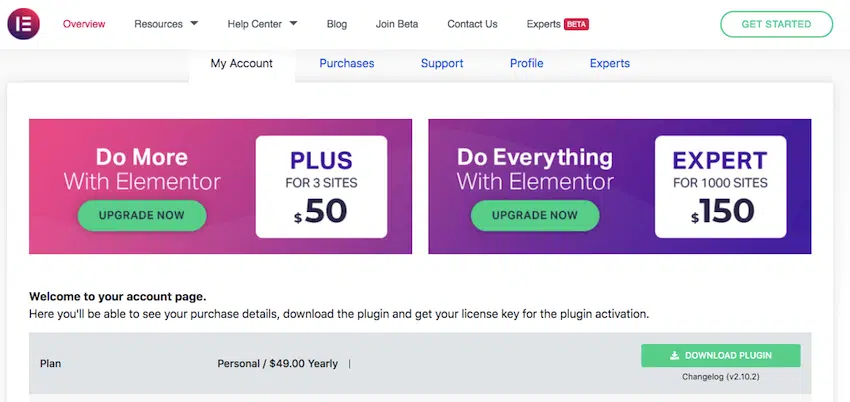 Overview Resources Help Center Blog Join Beta Contact Us Experts BETA GET STARTED
My Account Purchases Support Profile Experts
Do More
With Elementor
UPGRADE NOW
PLUS
FOR 3 SITES
$50
Do Everything
With Elementor
UPGRADE NOW
EXPERT
FOR 1000 SITES
$150
Welcome to your account page.
Here you'll be able to see your purchase details, download the plugin and get your license key for the plugin activation.
Plan Personal / $49.00 Yearly | DOWNLOAD PLUGIN
Changelog (v2.10.2)